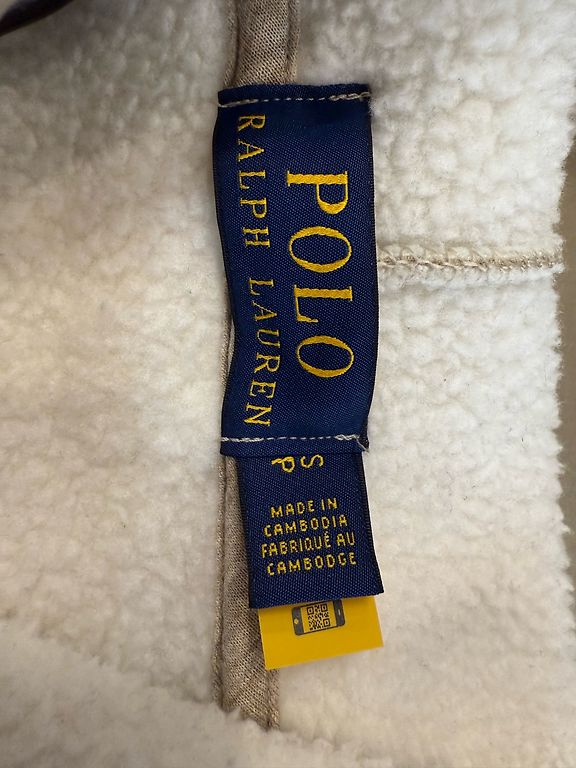 POLO
RALPH LAUREN
S
P
MADE IN
CAMBODIA
FABRIQUÉ AU
CAMBODGE